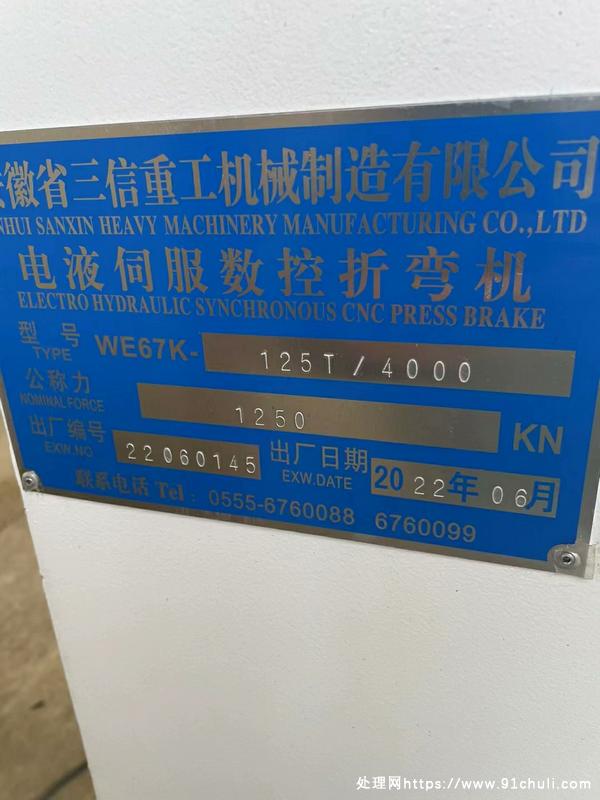 安徽省三信重工机械制造有限公司
ANHUI SANXIN HEAVY MACHINERY MANUFACTURING CO.,LTD
电液伺服数控折弯机
ELECTRO HYDRAULIC SYNCHRONOUS CNC PRESS BRAKE
型号 TYPE WE67K- 125T/4000
公称力 NOMINAL FORCE 1250 KN
出厂编号 EXW.NO 22060145 出厂日期 EXW.DATE 2022年06月
联系电话 Tel: 0555-6760088 6760099
处理网https://www.91chuli.com/